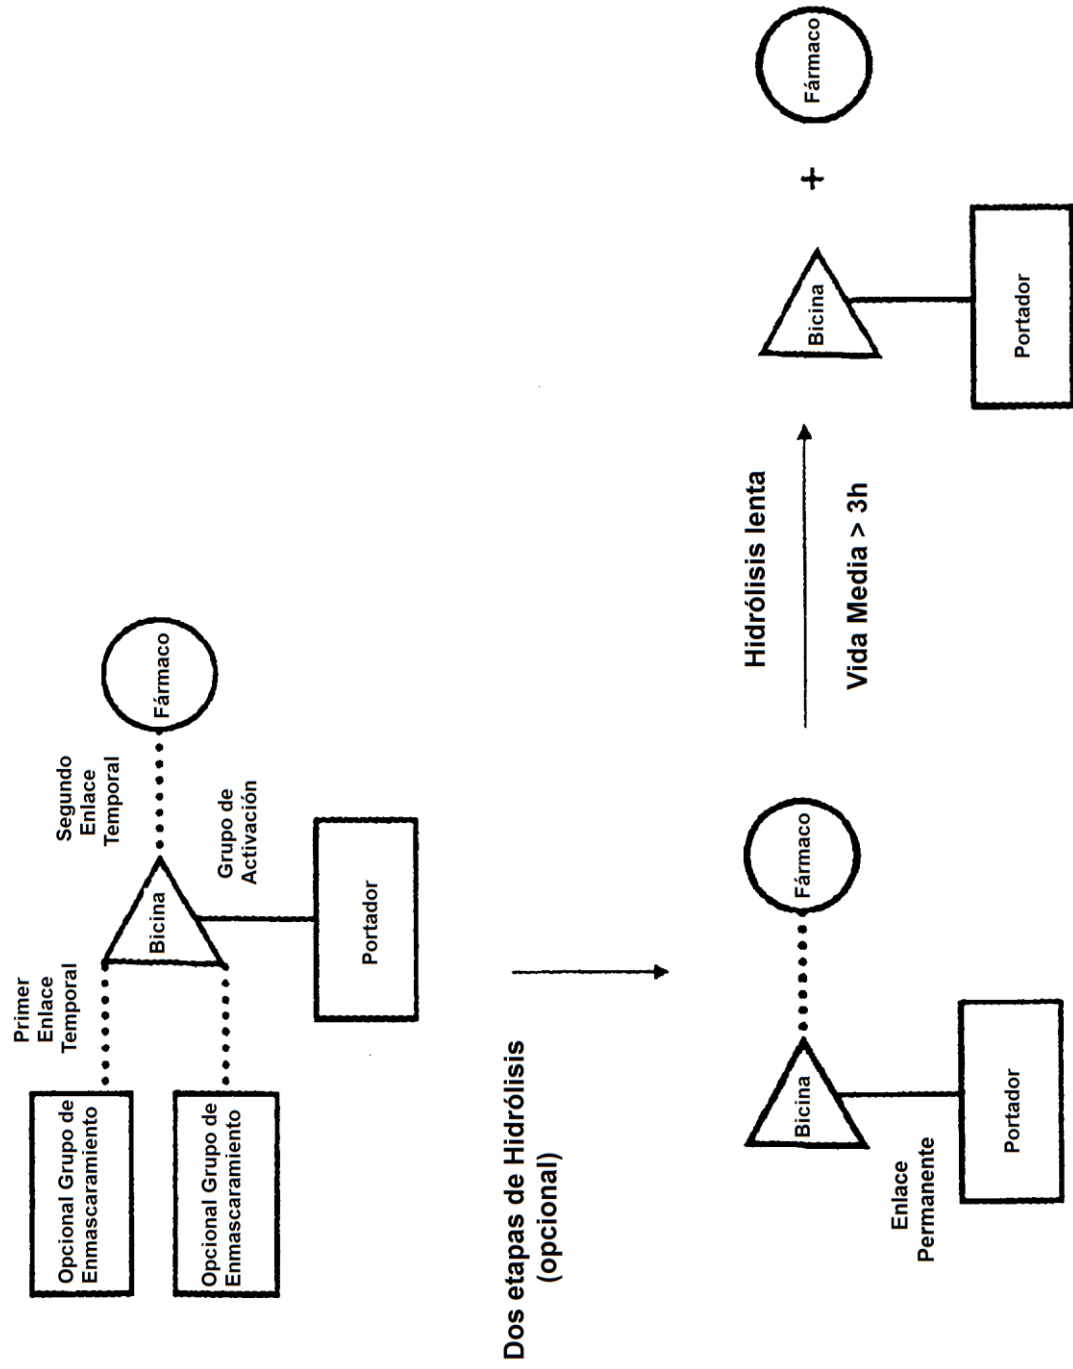 Primer
Enlace
Temporal
Opcional Grupo de
Enmascaramiento
Segundo
Enlace
Temporal
Bicina
Fármaco
Opcional Grupo de
Enmascaramiento
Grupo de
Activación
Portador
Dos etapas de Hidrólisis
(opcional)
Bicina
Fármaco
Enlace
Permanente
Portador
Hidrólisis lenta
Vida Media > 3h
Bicina
+
Fármaco
Portador